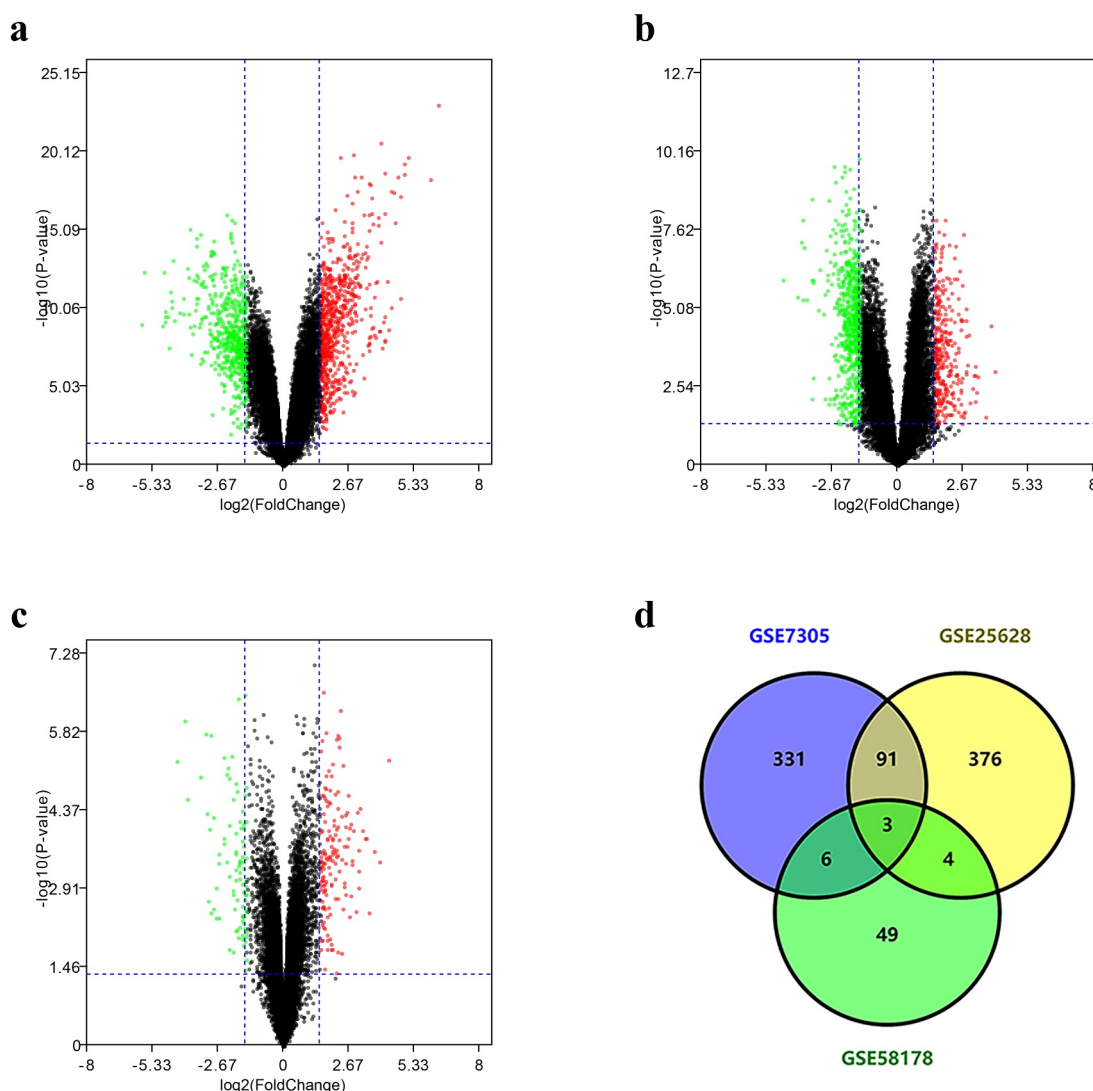 a
25.15
20.12
15.09
10.06
5.03
0
-log10(P-value)
-8 -5.33 -2.67 0 2.67 5.33 8
log2(FoldChange)
b
12.7
10.16
7.62
5.08
2.54
0
-log10(P-value)
-8 -5.33 -2.67 0 2.67 5.33 8
log2(FoldChange)
c
7.28
5.82
4.37
2.91
1.46
0
-log10(P-value)
-8 -5.33 -2.67 0 2.67 5.33 8
log2(FoldChange)
d
GSE7305 GSE25628
331 91 376
3
6 4
49
GSE58178